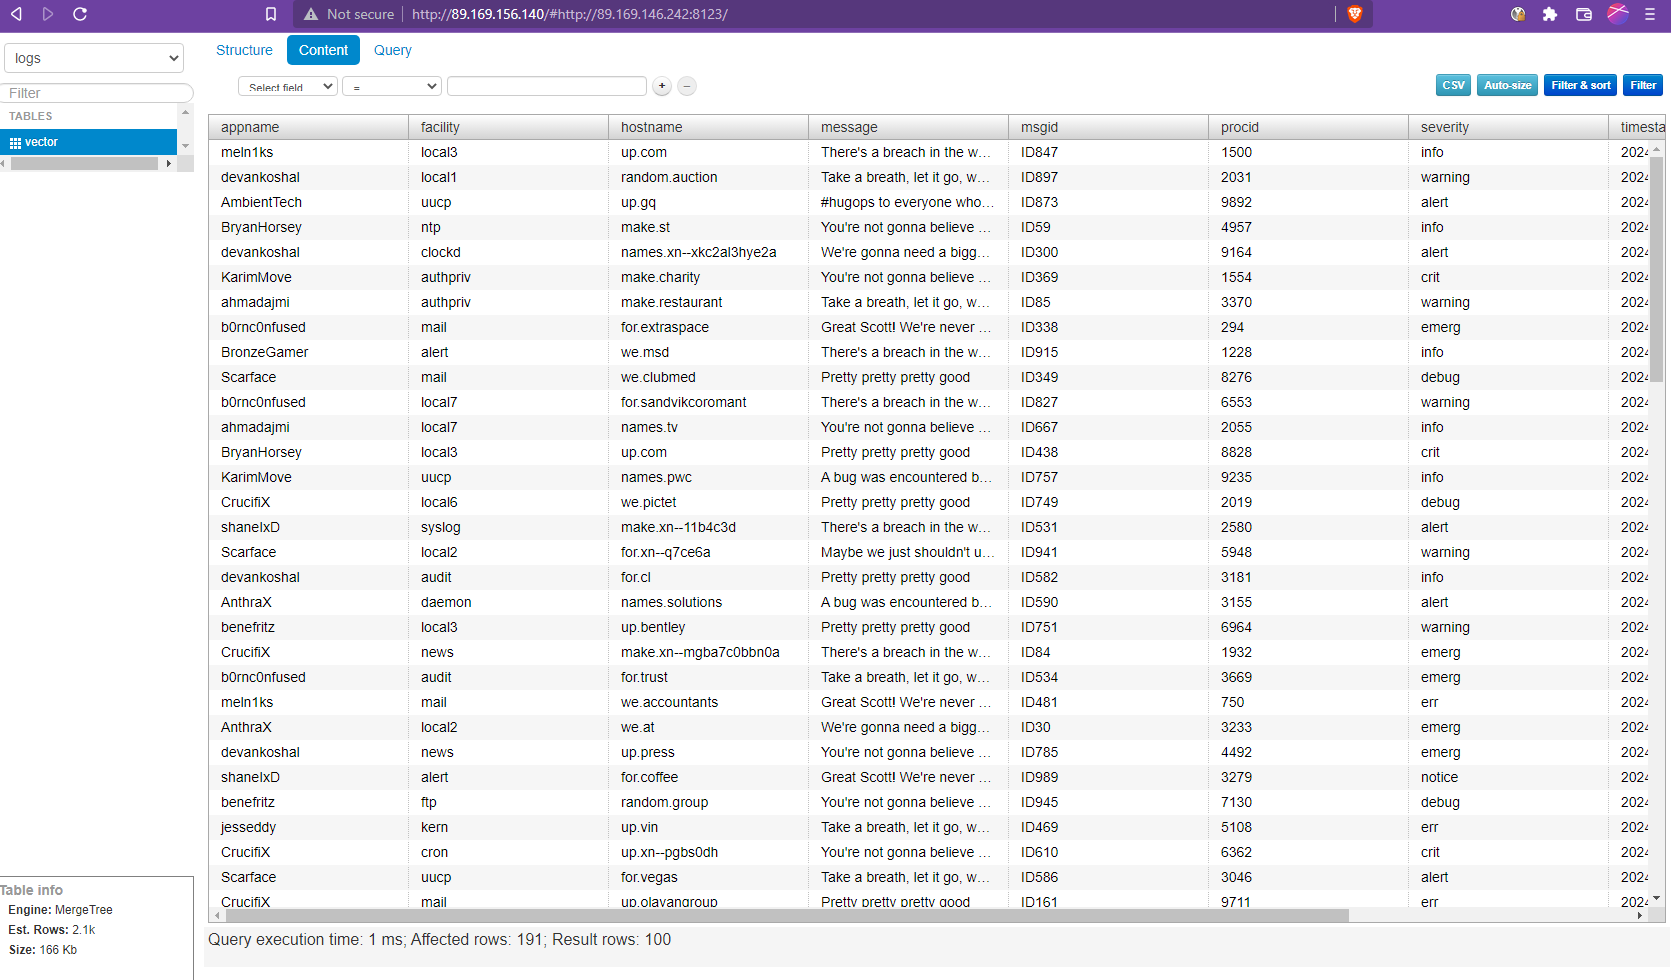 Not secure http://89.169.156.140/#http://89.169.146.242:8123/
logs
Structure Content Query
Filter
Select field = + − CSV Auto-size Filter & sort Filter
TABLES
vector
appname facility hostname message msgid procid severity timesta
meln1ks local3 up.com There's a breach in the w... ID847 1500 info 2024
devankoshal local1 random.auction Take a breath, let it go, w... ID897 2031 warning 2024
AmbientTech uucp up.gq #hugops to everyone who... ID873 9892 alert 2024
BryanHorsey ntp make.st You're not gonna believe ... ID59 4957 info 2024
devankoshal clockd names.xn--xkc2al3hye2a We're gonna need a bigg... ID300 9164 alert 2024
KarimMove authpriv make.charity You're not gonna believe ... ID369 1554 crit 2024
ahmadajmi authpriv make.restaurant Take a breath, let it go, w... ID85 3370 warning 2024
b0rnc0nfused mail for.extraspace Great Scott! We're never ... ID338 294 emerg 2024
BronzeGamer alert we.msd There's a breach in the w... ID915 1228 info 2024
Scarface mail we.clubmed Pretty pretty pretty good ID349 8276 debug 2024
b0rnc0nfused local7 for.sandvikcoromant There's a breach in the w... ID827 6553 warning 2024
ahmadajmi local7 names.tv You're not gonna believe ... ID667 2055 info 2024
BryanHorsey local3 up.com Pretty pretty pretty good ID438 8828 crit 2024
KarimMove uucp names.pwc A bug was encountered b... ID757 9235 info 2024
CrucifiX local6 we.pictet Pretty pretty pretty good ID749 2019 debug 2024
shaneIxD syslog make.xn--11b4c3d There's a breach in the w... ID531 2580 alert 2024
Scarface local2 for.xn--q7ce6a Maybe we just shouldn't u... ID941 5948 warning 2024
devankoshal audit for.cl Pretty pretty pretty good ID582 3181 info 2024
AnthraX daemon names.solutions A bug was encountered b... ID590 3155 alert 2024
benefritz local3 up.bentley Pretty pretty pretty good ID751 6964 warning 2024
CrucifiX news make.xn--mgba7c0bbn0a There's a breach in the w... ID84 1932 emerg 2024
b0rnc0nfused audit for.trust Take a breath, let it go, w... ID534 3669 emerg 2024
meln1ks mail we.accountants Great Scott! We're never ... ID481 750 err 2024
AnthraX local2 we.at We're gonna need a bigg... ID30 3233 emerg 2024
devankoshal news up.press You're not gonna believe ... ID785 4492 emerg 2024
shaneIxD alert for.coffee Great Scott! We're never ... ID989 3279 notice 2024
benefritz ftp random.group You're not gonna believe ... ID945 7130 debug 2024
jesseddy kern up.vin Take a breath, let it go, w... ID469 5108 err 2024
CrucifiX cron up.xn--pgbs0dh You're not gonna believe ... ID610 6362 crit 2024
Scarface uucp for.vegas Take a breath, let it go, w... ID586 3046 alert 2024
CrucifiX mail up.olayangroup Pretty pretty pretty good ID161 9711 err 2024
Table info
Engine: MergeTree
Est. Rows: 2.1k
Size: 166 Kb
Query execution time: 1 ms; Affected rows: 191; Result rows: 100